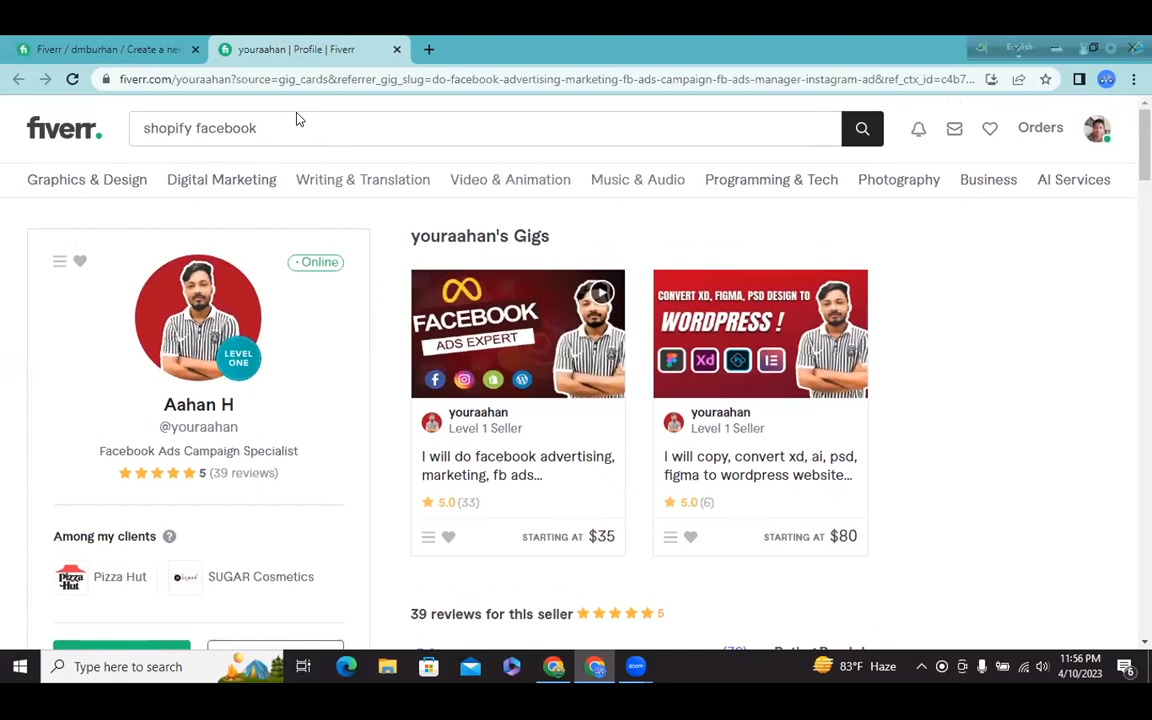 Fiverr / dmburhan / Create a new
youraahan | Profile | Fiverr
English
fiverr.com/youraahan?source=gig_cards&referrer_gig_slug=do-facebook-advertising-marketing-fb-ads-campaign-fb-ads-manager-instagram-ad&ref_ctx_id=c4b7...
fiverr.
shopify facebook
Orders
Graphics & Design Digital Marketing Writing & Translation Video & Animation Music & Audio Programming & Tech Photography Business AI Services
- Online
LEVEL
ONE
Aahan H
@youraahan
Facebook Ads Campaign Specialist
5 (39 reviews)
Among my clients
Pizza Hut
Pizza Hut
SUGAR Cosmetics
youraahan's Gigs
FACEBOOK
ADS EXPERT
youraahan
Level 1 Seller
I will do facebook advertising,
marketing, fb ads...
5.0 (33)
STARTING AT $35
CONVERT XD, FIGMA, PSD DESIGN TO
WORDPRESS !
Xd
youraahan
Level 1 Seller
I will copy, convert xd, ai, psd,
figma to wordpress website...
5.0 (6)
STARTING AT $80
39 reviews for this seller 5
Type here to search
83°F Haze
11:56 PM
4/10/2023
6